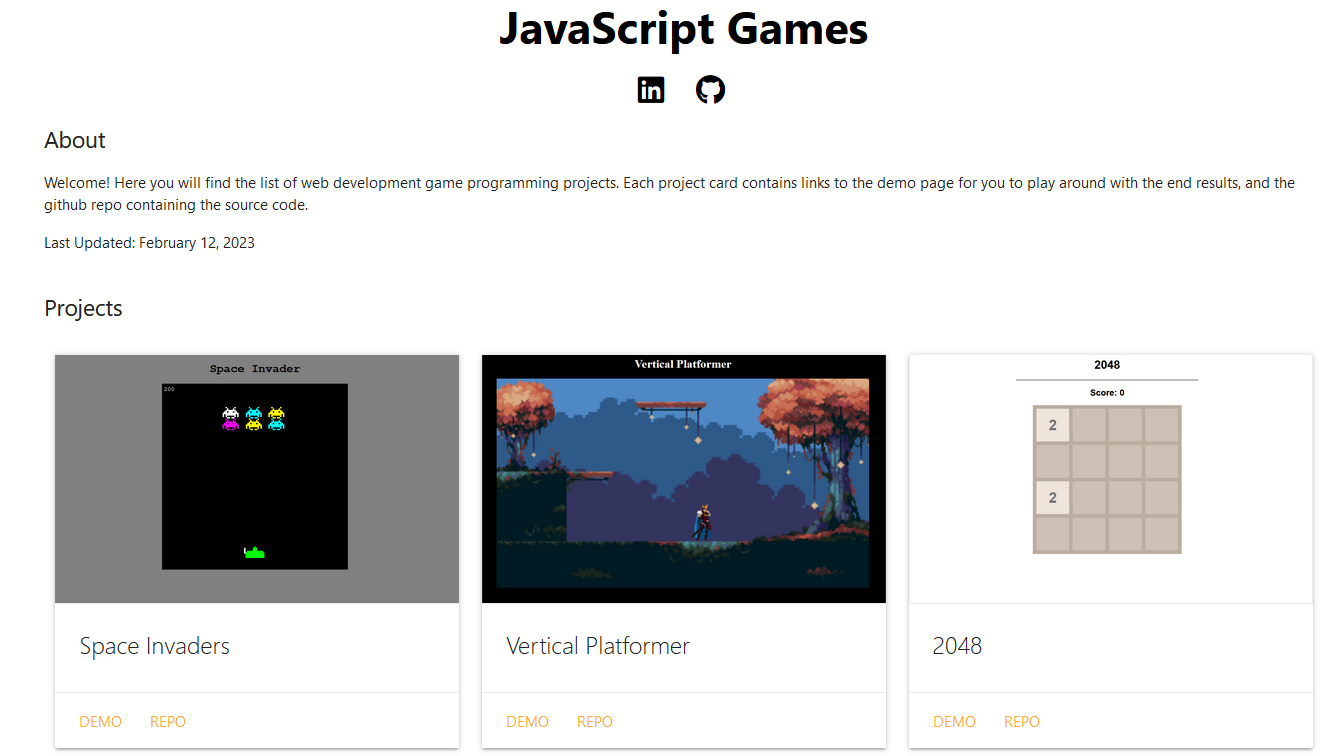 JavaScript Games
in
About
Welcome! Here you will find the list of web development game programming projects. Each project card contains links to the demo page for you to play around with the end results, and the
github repo containing the source code.
Last Updated: February 12, 2023
Projects
Space Invader
200
Space Invaders
DEMO REPO
Vertical Platformer
Vertical Platformer
DEMO REPO
2048
Score: 0
2
2
2048
DEMO REPO